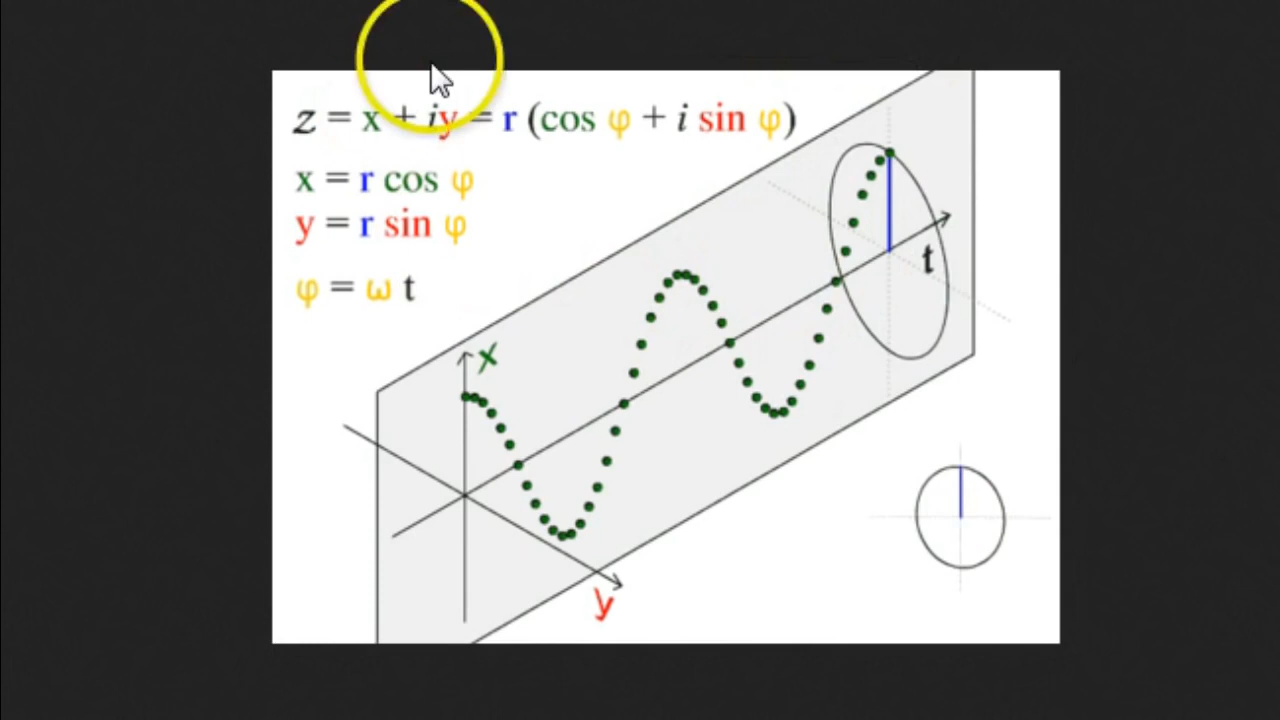 z = x + iy = r (cos φ + i sin φ)
x = r cos φ
y = r sin φ
φ = ω t
t
x
y